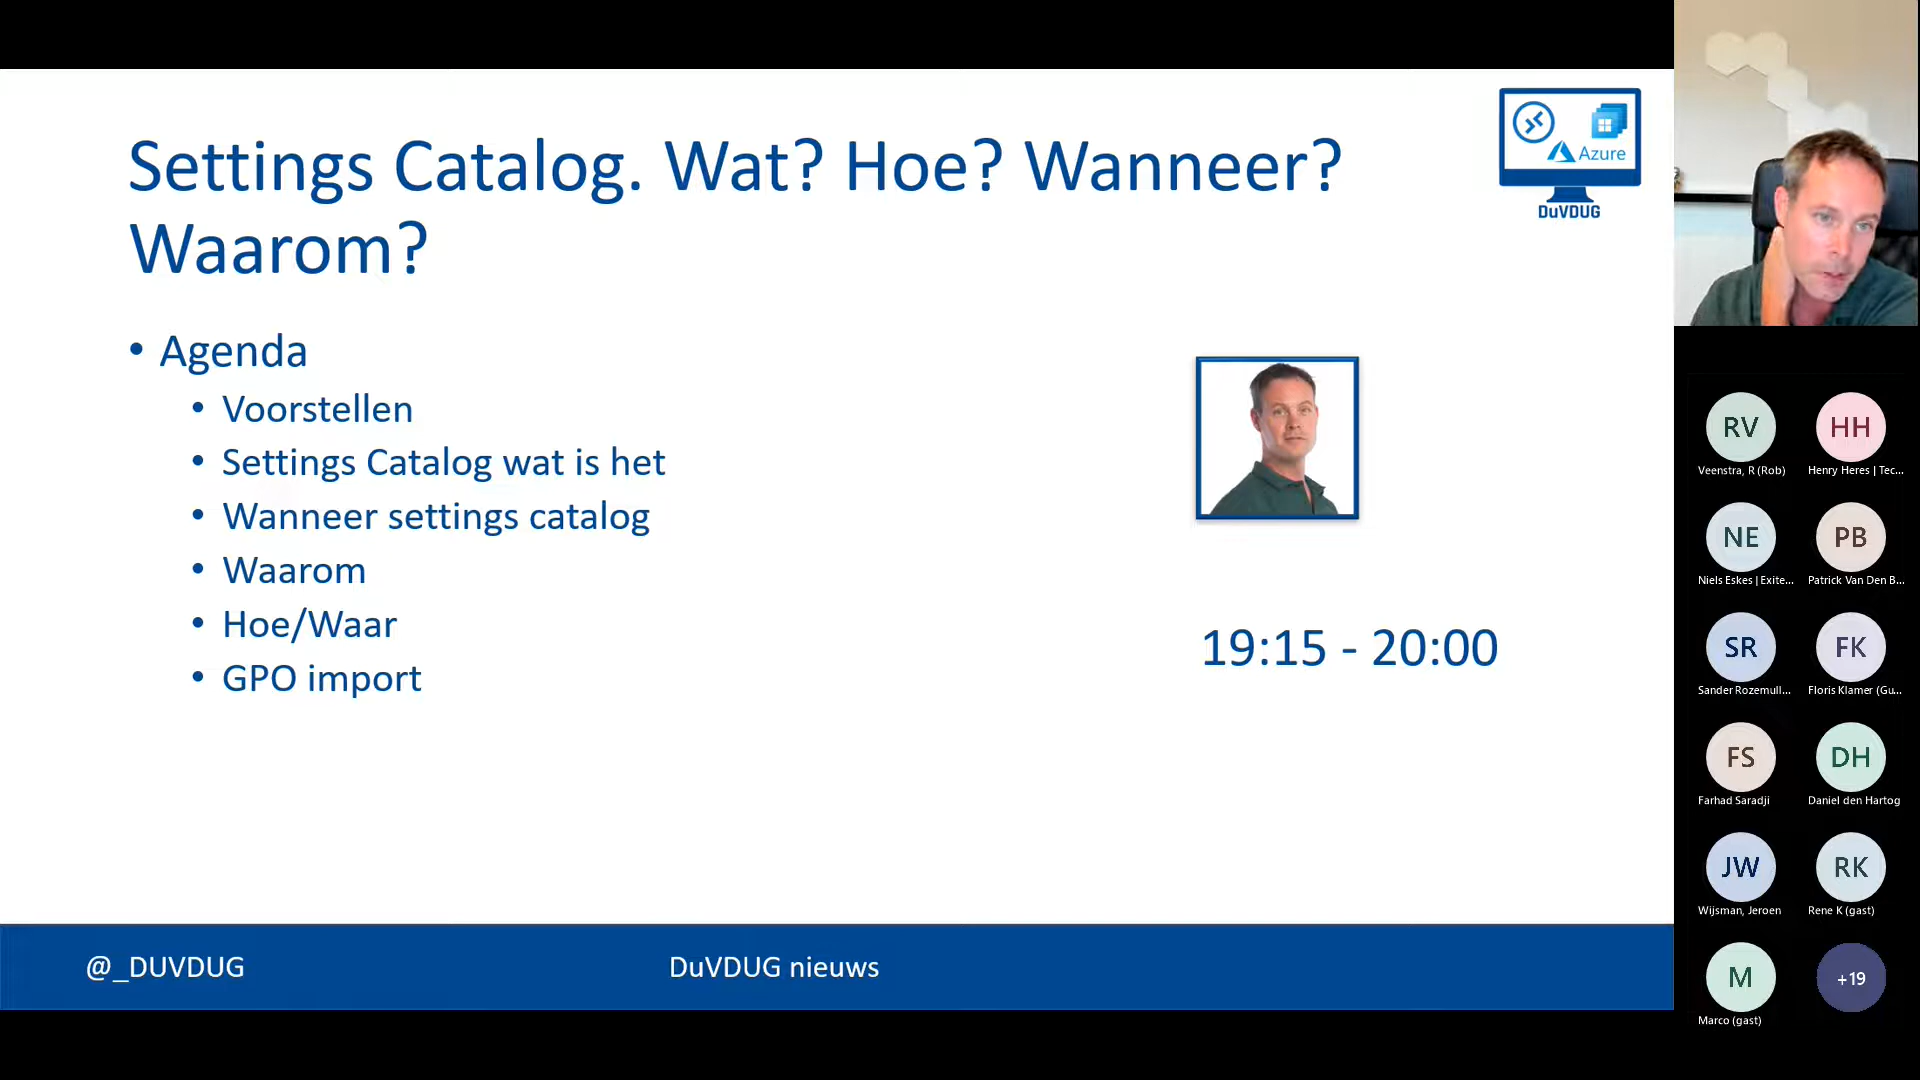 Settings Catalog. Wat? Hoe? Wanneer?
Waarom?
Azure
DuVDUG
• Agenda
• Voorstellen
• Settings Catalog wat is het
• Wanneer settings catalog
• Waarom
• Hoe/Waar
• GPO import
19:15 - 20:00
@_DUVDUG
DuVDUG nieuws
RV
HH
Veenstra, R (Rob)
Henry Heres | Tec...
NE
PB
Niels Eskes | Exite...
Patrick Van Den B...
SR
FK
Sander Rozemull...
Floris Klamer (Gu...
FS
DH
Farhad Saradji
Daniel den Hartog
JW
RK
Wijsman, Jeroen
Rene K (gast)
M
+19
Marco (gast)